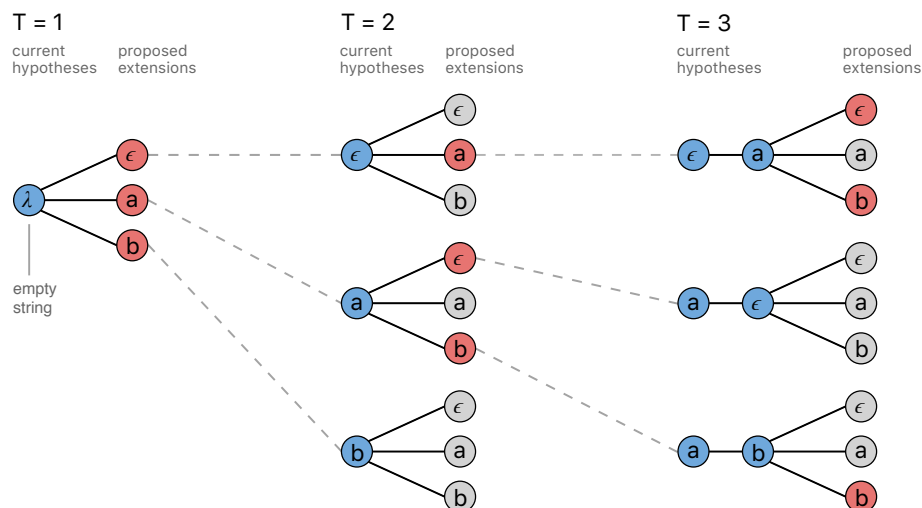 T = 1
T = 2
T = 3
current hypotheses
proposed extensions
current hypotheses
proposed extensions
current hypotheses
proposed extensions
ϵ
ϵ
ϵ
ϵ
a
ϵ
a
a
λ
a
b
b
b
ϵ
ϵ
empty string
a
a
a
ϵ
a
b
b
ϵ
ϵ
b
a
a
b
a
b
b